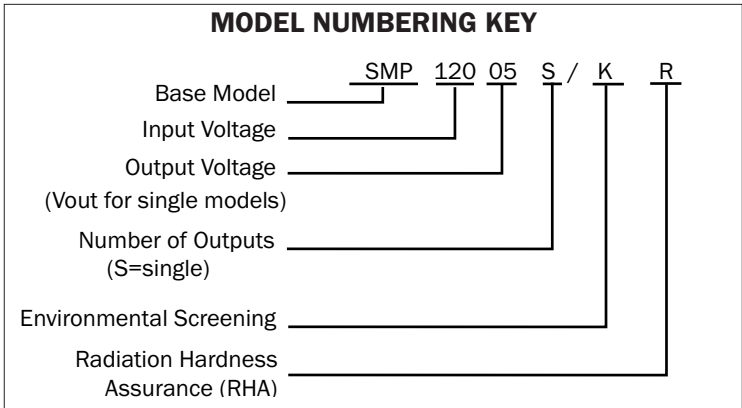 MODEL NUMBERING KEY
SMP 120 05 S / K R
Base Model
Input Voltage
Output Voltage
(Vout for single models)
Number of Outputs
(S=single)
Environmental Screening
Radiation Hardness
Assurance (RHA)